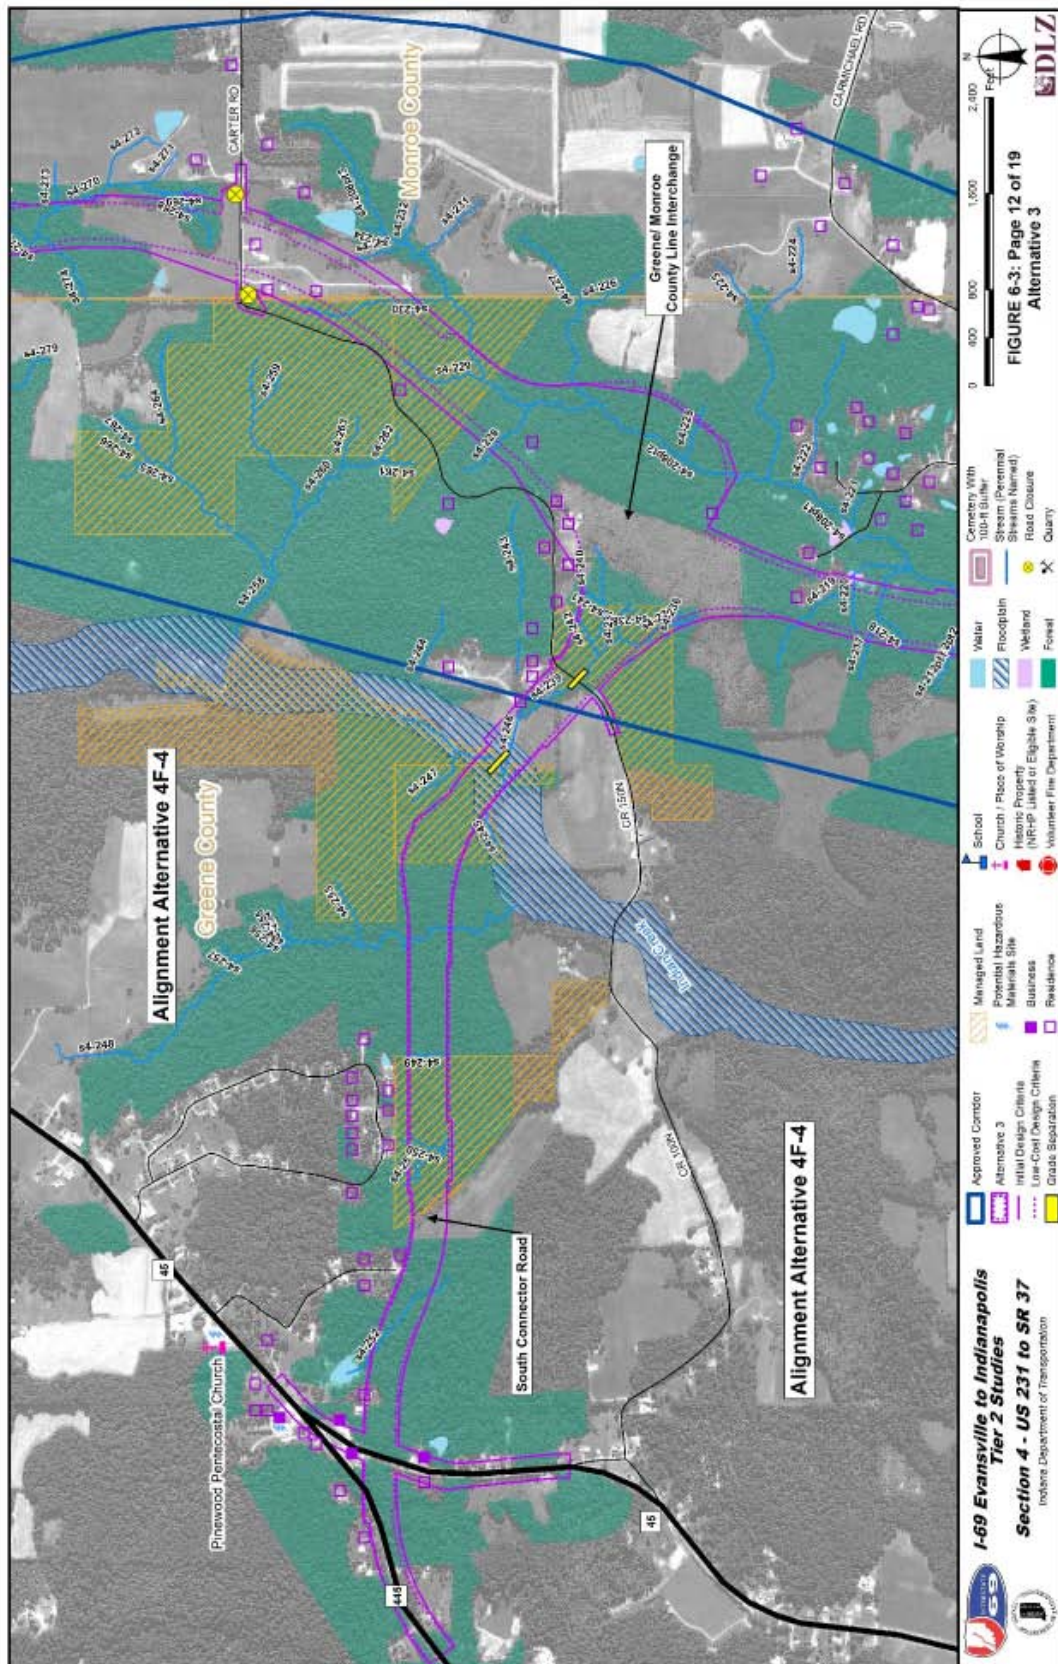 Alignment Alternative 4F-4
Greene County
Monroe County
CARTER RD
CARMICHAEL RD
Greene/ Monroe
County Line Interchange
South Connector Road
Pinewood Pentecostal Church
Alignment Alternative 4F-4
Indian Creek
CR 150N
CR 100N
45
45
445
s4-248
s4-257
s4-249
s4-252
s4-247
s4-246
s4-244
s4-243
s4-256
s4-279
s4-264
s4-259
s4-260
s4-262
s4-261
s4-228
s4-229
s4-230
s4-270
s4-273
s4-272
s4-271
s4-232
s4-231
s4-227
s4-226
s4-224
s4-223
s4-225
s4-222
s4-221
s4-219
s4-220
s4-217
s4-218
s4-239
s4-240
I-69 Evansville to Indianapolis
Tier 2 Studies
Section 4 - US 231 to SR 37
Indiana Department of Transportation
INTERSTATE
69
Approved Corridor
Alternative 3
Initial Design Criteria
Low-Cost Design Criteria
Grade Separation
Managed Land
Potential Hazardous
Materials Site
Business
Residence
School
Church / Place of Worship
Historic Property
(NRHP Listed or Eligible Site)
Volunteer Fire Department
Water
Floodplain
Wetland
Forest
Cemetery With
100-ft Buffer
Stream (Perennial
Streams Named)
Road Closure
Quarry
0 400 800 1,600 2,400
Feet
N
FIGURE 6-3: Page 12 of 19
Alternative 3
DLZ